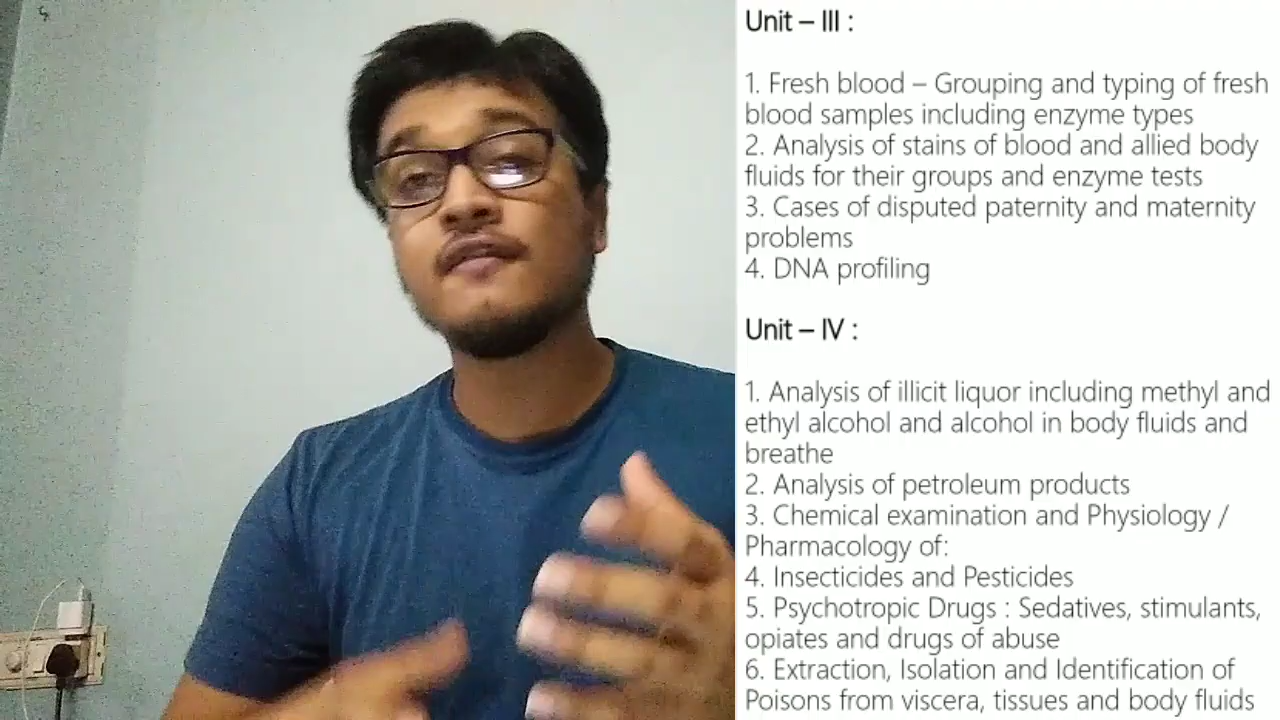 Unit – III :
1. Fresh blood – Grouping and typing of fresh
blood samples including enzyme types
2. Analysis of stains of blood and allied body
fluids for their groups and enzyme tests
3. Cases of disputed paternity and maternity
problems
4. DNA profiling
Unit – IV :
1. Analysis of illicit liquor including methyl and
ethyl alcohol and alcohol in body fluids and
breathe
2. Analysis of petroleum products
3. Chemical examination and Physiology /
Pharmacology of:
4. Insecticides and Pesticides
5. Psychotropic Drugs : Sedatives, stimulants,
opiates and drugs of abuse
6. Extraction, Isolation and Identification of
Poisons from viscera, tissues and body fluids